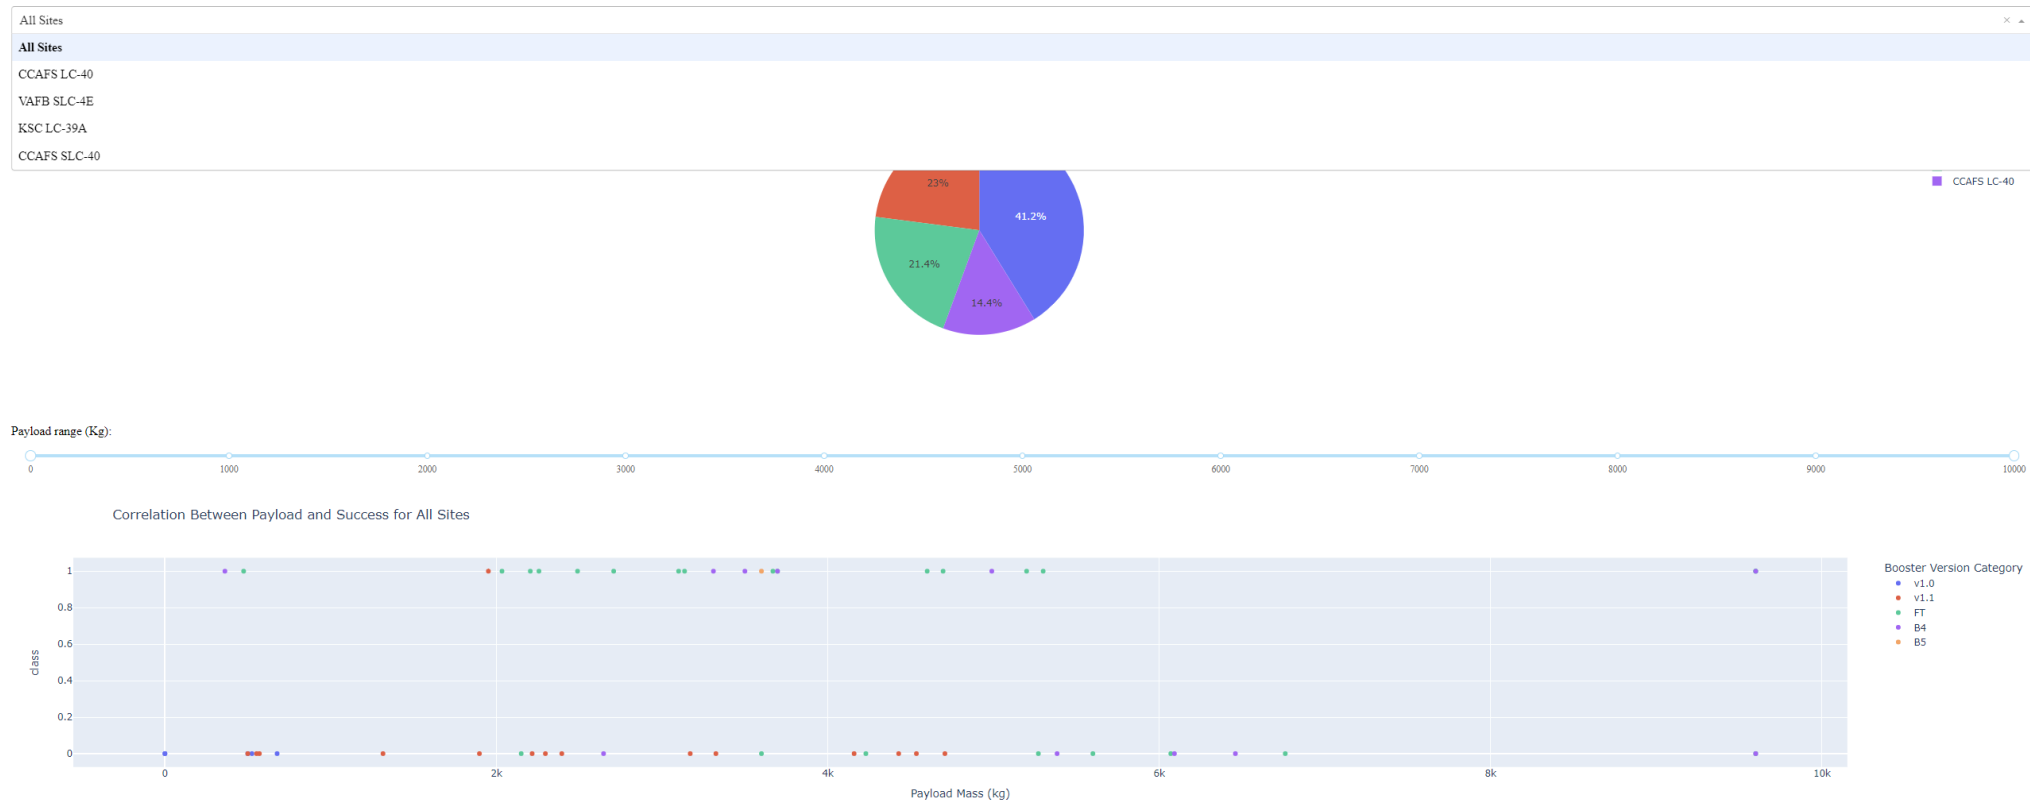 All Sites × ▲
All Sites
CCAFS LC-40
VAFB SLC-4E
KSC LC-39A
CCAFS SLC-40
CCAFS LC-40
23%
41.2%
21.4%
14.4%
Payload range (Kg):
0 1000 2000 3000 4000 5000 6000 7000 8000 9000 10000
Correlation Between Payload and Success for All Sites
Booster Version Category
v1.0
v1.1
FT
B4
B5
1
0.8
0.6
0.4
0.2
0
class
0 2k 4k 6k 8k 10k
Payload Mass (kg)